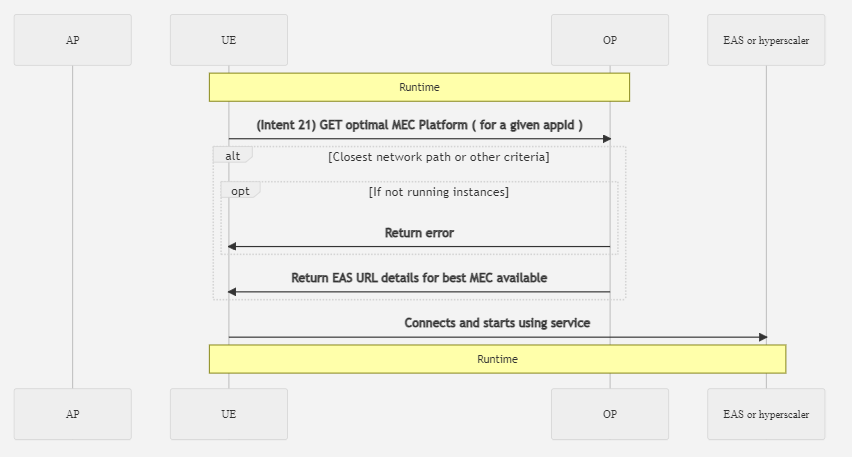 AP
UE
OP
EAS or hyperscaler
Runtime
(Intent 21) GET optimal MEC Platform ( for a given appId )
alt
[Closest network path or other criteria]
opt
[If not running instances]
Return error
Return EAS URL details for best MEC available
Connects and starts using service
Runtime
AP
UE
OP
EAS or hyperscaler